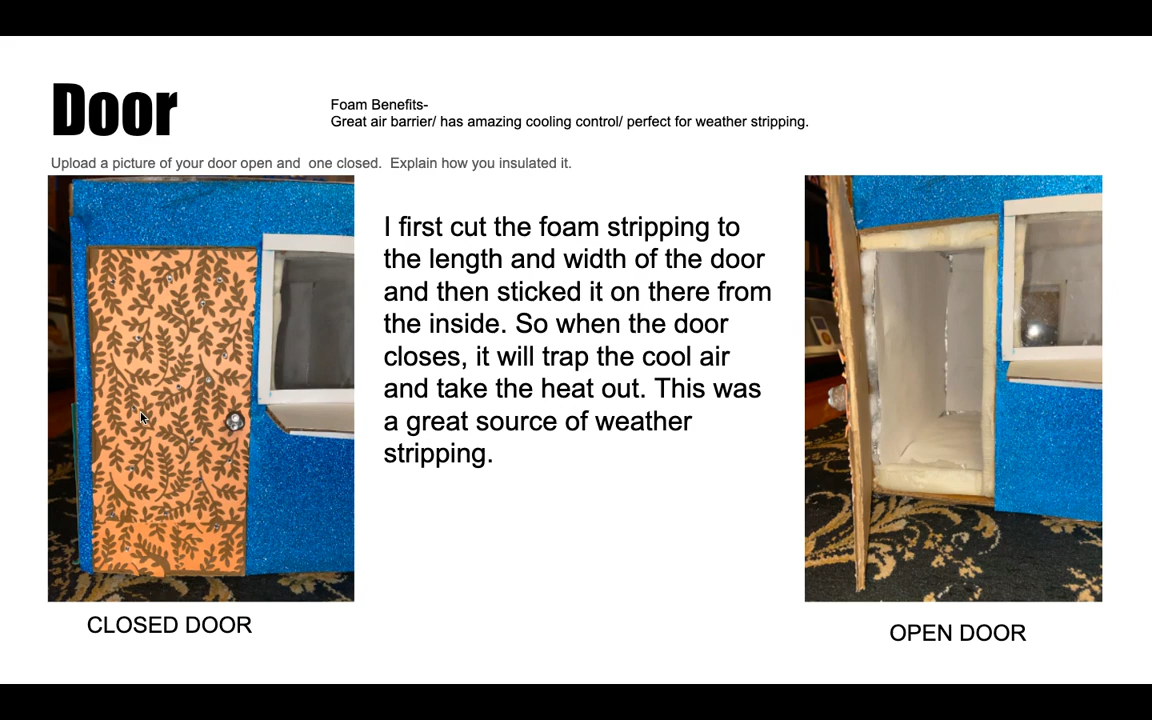 Door
Foam Benefits-
Great air barrier/ has amazing cooling control/ perfect for weather stripping.
Upload a picture of your door open and  one closed.  Explain how you insulated it.
I first cut the foam stripping to
the length and width of the door
and then sticked it on there from
the inside. So when the door
closes, it will trap the cool air
and take the heat out. This was
a great source of weather
stripping.
CLOSED DOOR
OPEN DOOR